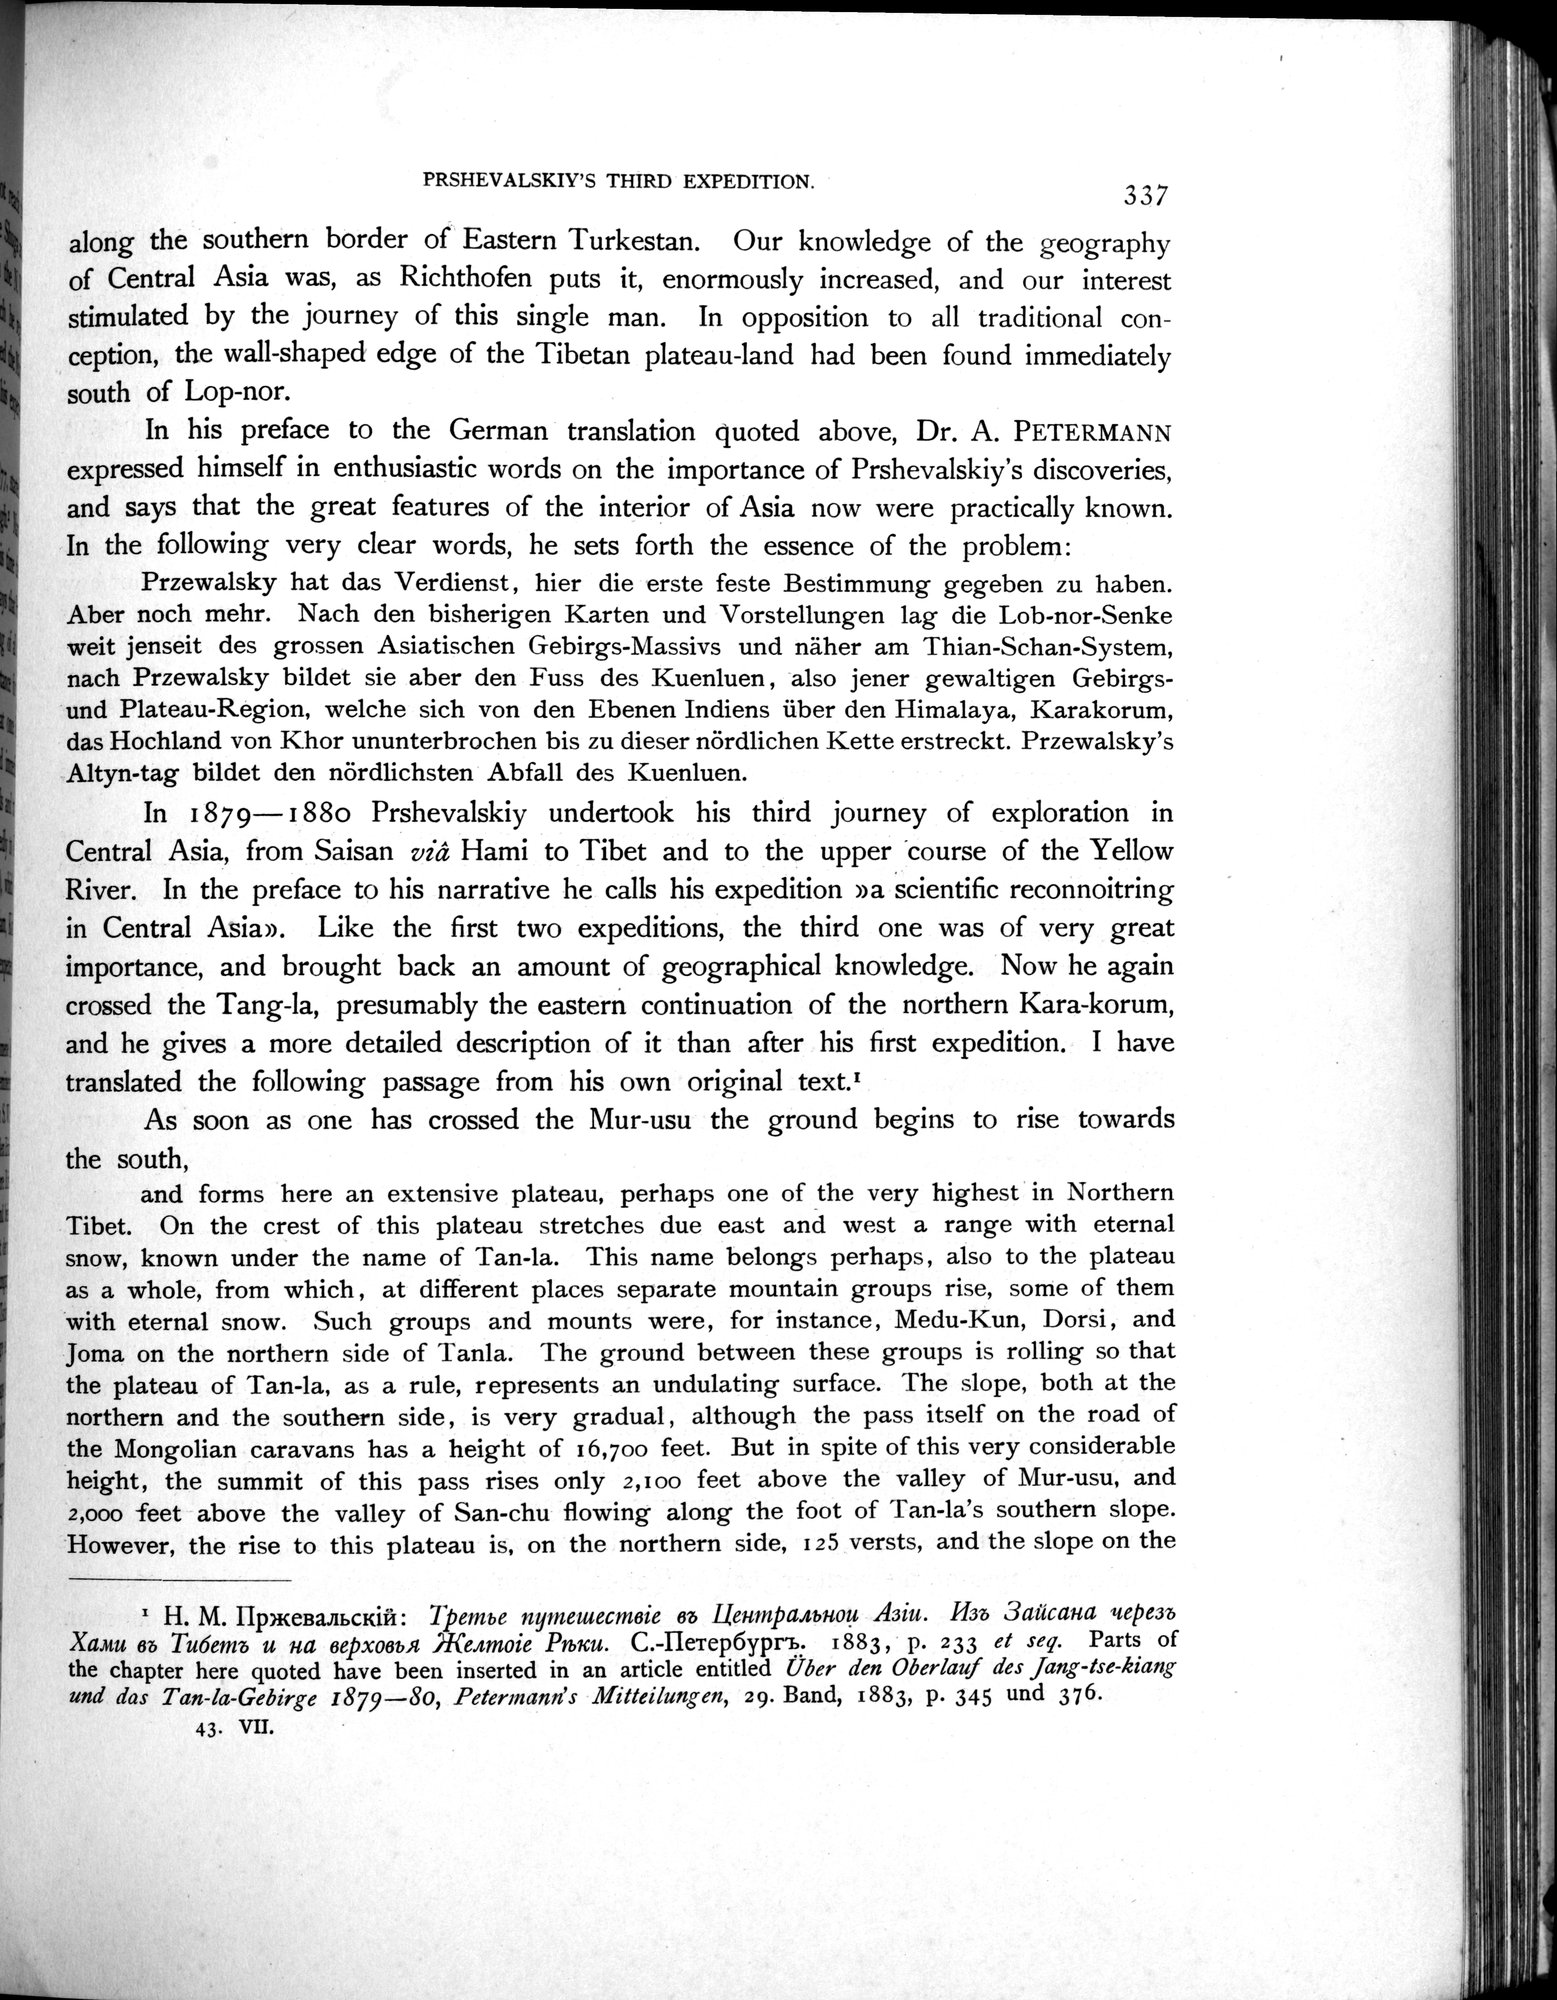 PRSHEVALSKIY'S THIRD EXPEDITION.
337
along the southern border of Eastern Turkestan. Our knowledge of the geography
of Central Asia was, as Richthofen puts it, enormously increased, and our interest
stimulated by the journey of this single man. In opposition to all traditional con-
ception, the wall-shaped edge of the Tibetan plateau-land had been found immediately
south of Lop-nor.
In his preface to the German translation quoted above, Dr. A. PETERMANN
expressed himself in enthusiastic words on the importance of Prshevalskiy's discoveries,
and says that the great features of the interior of Asia now were practically known.
In the following very clear words, he sets forth the essence of the problem:
Przewalsky hat das Verdienst, hier die erste feste Bestimmung gegeben zu haben.
Aber noch mehr. Nach den bisherigen Karten und Vorstellungen lag die Lob-nor-Senke
weit jenseit des grossen Asiatischen Gebirgs-Massivs und näher am Thian-Schan-System,
nach Przewalsky bildet sie aber den Fuss des Kuenluen, also jener gewaltigen Gebirgs-
und Plateau-Region, welche sich von den Ebenen Indiens über den Himalaya, Karakorum,
das Hochland von Khor ununterbrochen bis zu dieser nördlichen Kette erstreckt. Przewalsky's
Altyn-tag bildet den nördlichsten Abfall des Kuenluen.
In 1879—1880 Prshevalskiy undertook his third journey of exploration in
Central Asia, from Saisan viâ Hami to Tibet and to the upper course of the Yellow
River. In the preface to his narrative he calls his expedition »a scientific reconnoitring
in Central Asia». Like the first two expeditions, the third one was of very great
importance, and brought back an amount of geographical knowledge. Now he again
crossed the Tang-la, presumably the eastern continuation of the northern Kara-korum,
and he gives a more detailed description of it than after his first expedition. I have
translated the following passage from his own original text.¹
As soon as one has crossed the Mur-usu the ground begins to rise towards
the south,
and forms here an extensive plateau, perhaps one of the very highest in Northern
Tibet. On the crest of this plateau stretches due east and west a range with eternal
snow, known under the name of Tan-la. This name belongs perhaps, also to the plateau
as a whole, from which, at different places separate mountain groups rise, some of them
with eternal snow. Such groups and mounts were, for instance, Medu-Kun, Dorsi, and
Joma on the northern side of Tanla. The ground between these groups is rolling so that
the plateau of Tan-la, as a rule, represents an undulating surface. The slope, both at the
northern and the southern side, is very gradual, although the pass itself on the road of
the Mongolian caravans has a height of 16,700 feet. But in spite of this very considerable
height, the summit of this pass rises only 2,100 feet above the valley of Mur-usu, and
2,000 feet above the valley of San-chu flowing along the foot of Tan-la's southern slope.
However, the rise to this plateau is, on the northern side, 125 versts, and the slope on the
¹ Н. М. Пржевальскій: Третье путешествіе въ Центральноџ Азіи. Изъ Зайсана черезъ
Хами въ Тибетъ и на верховья Желтоіе Рѣки. С.-Петербургъ. 1883, p. 233 et seq. Parts of
the chapter here quoted have been inserted in an article entitled Über den Oberlauf des Jang-tse-kiang
und das Tan-la-Gebirge 1879—80, Petermann's Mitteilungen, 29. Band, 1883, p. 345 und 376.
43. VII.